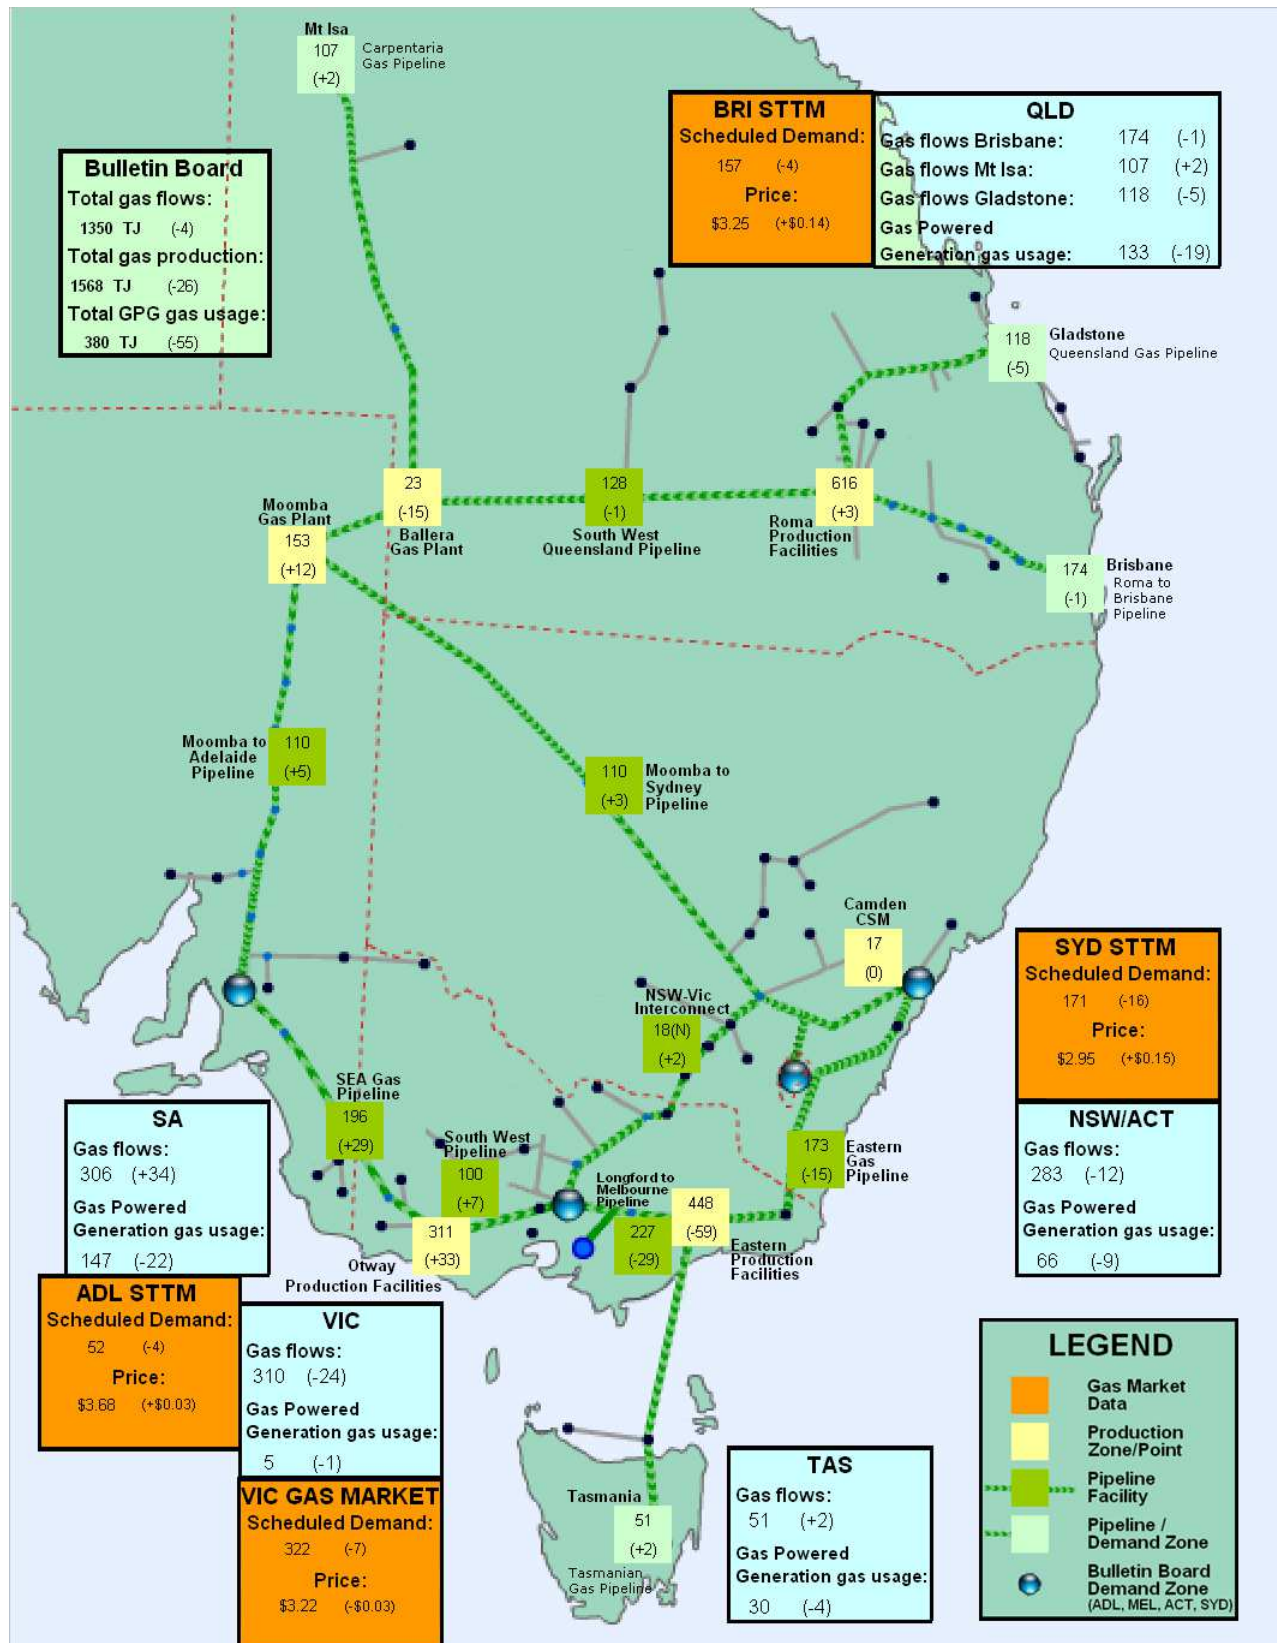 Mt Isa
107
(+2)
Carpentaria
Gas Pipeline
Bulletin Board
Total gas flows:
1350 TJ (-4)
Total gas production:
1568 TJ (-26)
Total GPG gas usage:
380 TJ (-55)
BRI STTM
Scheduled Demand:
157 (-4)
Price:
$3.25 (+$0.14)
QLD
Gas flows Brisbane: 174 (-1)
Gas flows Mt Isa: 107 (+2)
Gas flows Gladstone: 118 (-5)
Gas Powered
Generation gas usage: 133 (-19)
118
(-5)
Gladstone
Queensland Gas Pipeline
Moomba
Gas Plant
153
(+12)
23
(-15)
Ballera
Gas Plant
128
(-1)
South West
Queensland Pipeline
616
(+3)
Roma
Production
Facilities
174
(-1)
Brisbane
Roma to
Brisbane
Pipeline
Moomba to
Adelaide
Pipeline
110
(+5)
110
(+3)
Moomba to
Sydney
Pipeline
Camden
CSM
17
(0)
NSW-Vic
Interconnect
18(N)
(+2)
SYD STTM
Scheduled Demand:
171 (-16)
Price:
$2.95 (+$0.15)
NSW/ACT
Gas flows:
283 (-12)
Gas Powered
Generation gas usage:
66 (-9)
SEA Gas
Pipeline
196
(+29)
South West
Pipeline
100
(+7)
Longford to
Melbourne
Pipeline
227
(-29)
448
(-59)
Eastern
Production
Facilities
173
(-15)
Eastern
Gas
Pipeline
311
(+33)
Otway
Production Facilities
SA
Gas flows:
306 (+34)
Gas Powered
Generation gas usage:
147 (-22)
ADL STTM
Scheduled Demand:
52 (-4)
Price:
$3.68 (+$0.03)
VIC
Gas flows:
310 (-24)
Gas Powered
Generation gas usage:
5 (-1)
VIC GAS MARKET
Scheduled Demand:
322 (-7)
Price:
$3.22 (-$0.03)
Tasmania
51
(+2)
Tasmanian
Gas Pipeline
TAS
Gas flows:
51 (+2)
Gas Powered
Generation gas usage:
30 (-4)
LEGEND
Gas Market
Data
Production
Zone/Point
Pipeline
Facility
Pipeline /
Demand Zone
Bulletin Board
Demand Zone
(ADL, MEL, ACT, SYD)